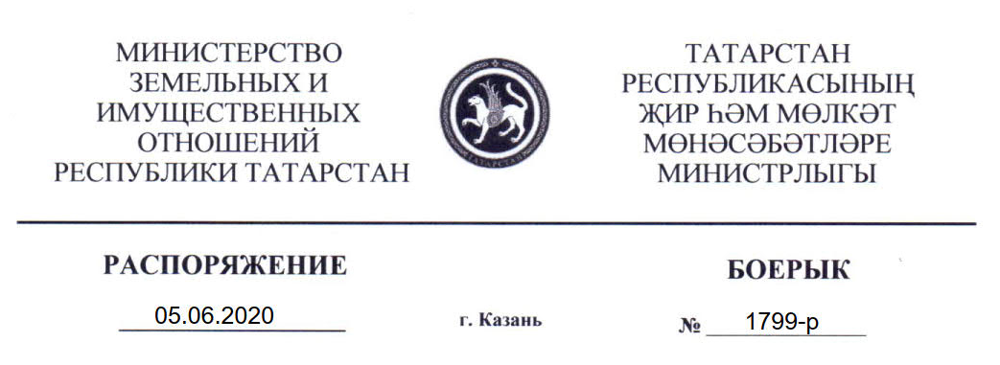 МИНИСТЕРСТВО
ЗЕМЕЛЬНЫХ И
ИМУЩЕСТВЕННЫХ
ОТНОШЕНИЙ
РЕСПУБЛИКИ ТАТАРСТАН
ТАТАРСТАН
ТАТАРСТАН
РЕСПУБЛИКАСЫНЫҢ
ҖИР ҺӘМ МӨЛКӘТ
МӨНӘСӘБӘТЛӘРЕ
МИНИСТРЛЫГЫ
РАСПОРЯЖЕНИЕ
БОЕРЫК
05.06.2020
г. Казань
№ 1799-р